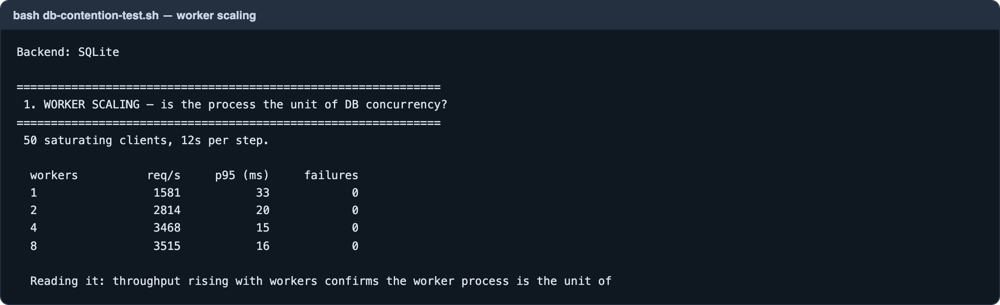 bash db-contention-test.sh — worker scaling
Backend: SQLite
==============================================================
1. WORKER SCALING — is the process the unit of DB concurrency?
==============================================================
50 saturating clients, 12s per step.
workers req/s p95 (ms) failures
1 1581 33 0
2 2814 20 0
4 3468 15 0
8 3515 16 0
Reading it: throughput rising with workers confirms the worker process is the unit of